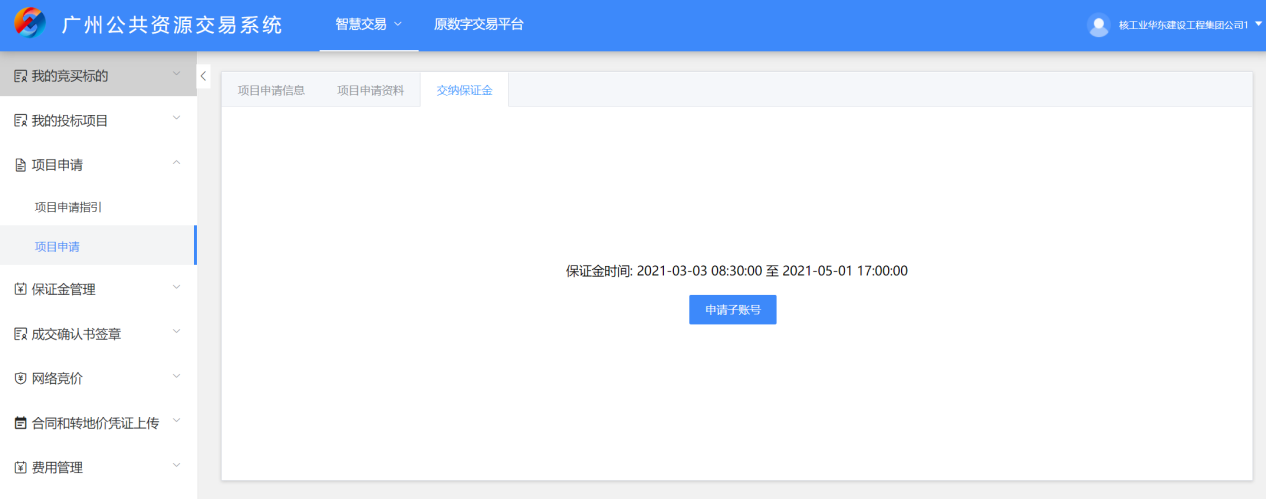 广州公共资源交易系统
智慧交易
原数字交易平台
核工业华东建设工程集团公司1
我的竞买标的
我的投标项目
项目申请
项目申请指引
项目申请
保证金管理
成交确认书签章
网络竞价
合同和转地价凭证上传
费用管理
项目申请信息
项目申请资料
交纳保证金
保证金时间: 2021-03-03 08:30:00 至 2021-05-01 17:00:00
申请子账号